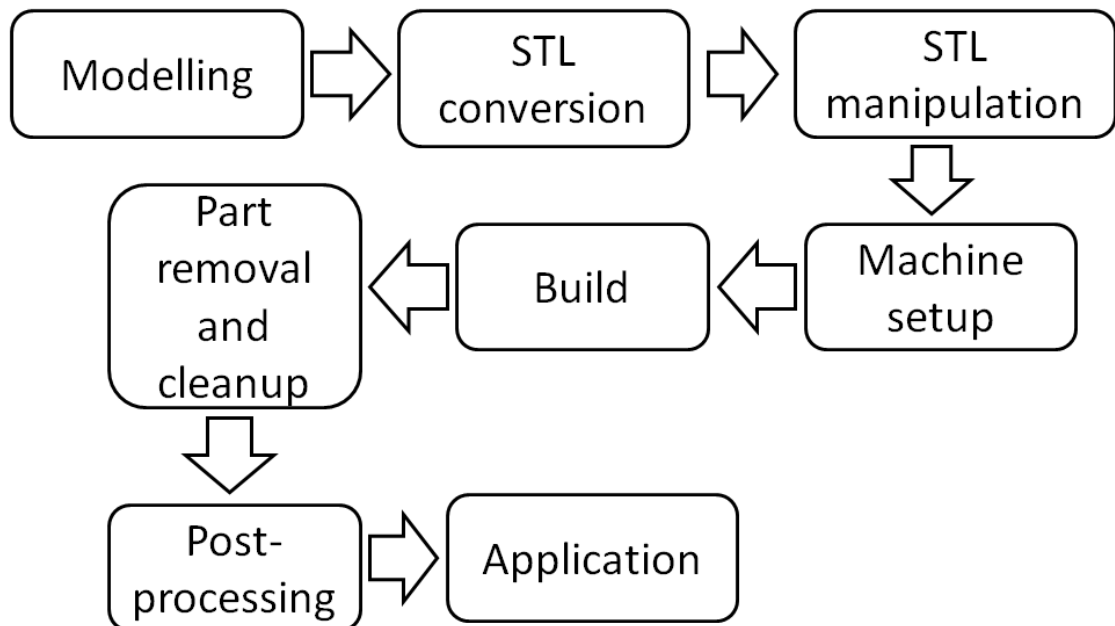 Modelling
STL
conversion
STL
manipulation
Machine
setup
Build
Part
removal
and
cleanup
Post-
processing
Application